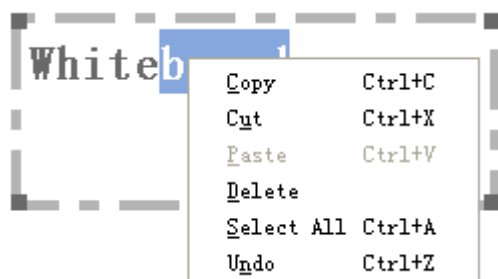 Whiteb
Copy Ctrl+C
Cut Ctrl+X
Paste Ctrl+V
Delete
Select All Ctrl+A
Undo Ctrl+Z